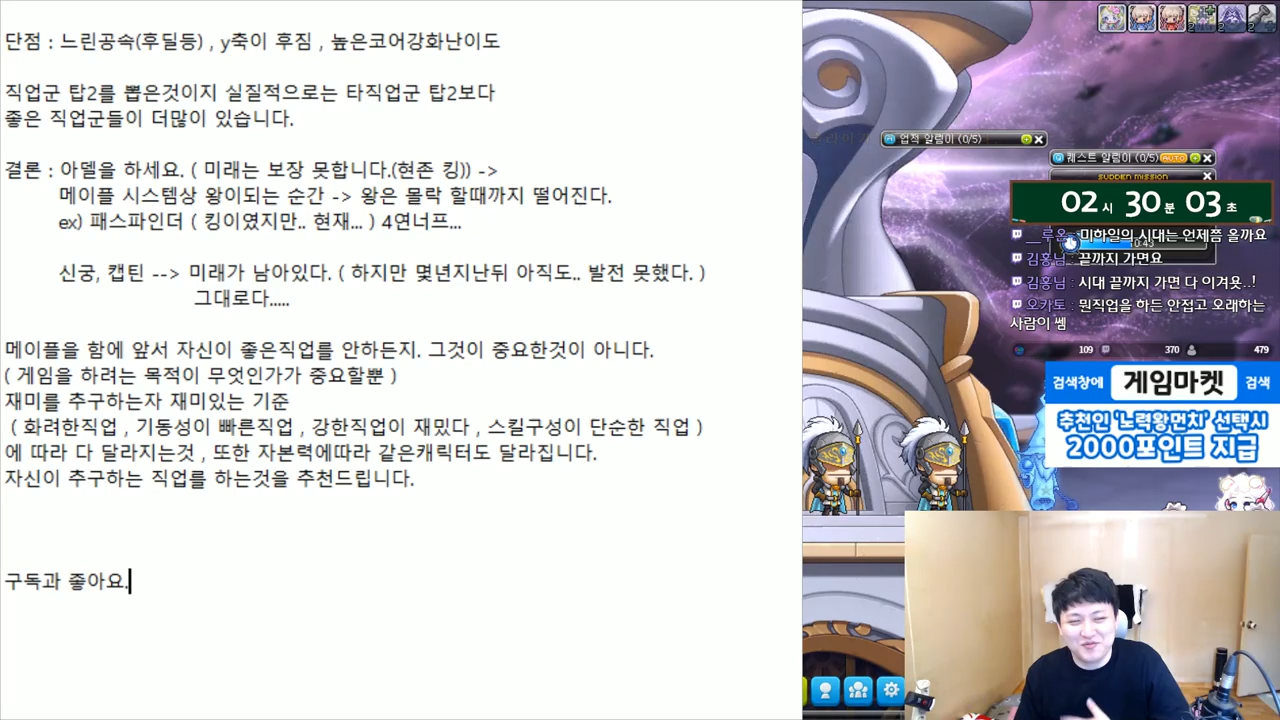 단점 : 느린공속(후딜등) , y축이 후짐 , 높은코어강화난이도
직업군 탑2를 뽑은것이지 실질적으로는 타직업군 탑2보다
좋은 직업군들이 더많이 있습니다.
결론 : 아델을 하세요. ( 미래는 보장 못합니다.(현존 킹)) ->
메이플 시스템상 왕이되는 순간 -> 왕은 몰락 할때까지 떨어진다.
ex) 패스파인더 ( 킹이였지만.. 현재... ) 4연너프...
신궁, 캡틴 --> 미래가 남아있다. ( 하지만 몇년지난뒤 아직도.. 발전 못했다. )
그대로다.....
메이플을 함에 앞서 자신이 좋은직업를 안하든지. 그것이 중요한것이 아니다.
( 게임을 하려는 목적이 무엇인가가 중요할뿐 )
재미를 추구하는자 재미있는 기준
( 화려한직업 , 기동성이 빠른직업 , 강한직업이 재밌다 , 스킬구성이 단순한 직업 )
에 따라 다 달라지는것 , 또한 자본력에따라 같은캐릭터도 달라집니다.
자신이 추구하는 직업를 하는것을 추천드립니다.
구독과 좋아요.
업적 알림이 (0/5)
퀘스트 알림이 (0/5) AUTO
SUDDEN MISSION
02 시 30 분 03 초
__루온 : 미하일의 시대는 언제쯤 올까요
0:43
김홍님 : 끝까지 가면요
김홍님 : 시대 끝까지 가면 다 이겨욧..!
오카토 : 뭔직업을 하든 안접고 오래하는
사람이 쎔
109 370 479
검색창에 게임마켓 검색
추천인 '노력왕먼치' 선택시
2000포인트 지급